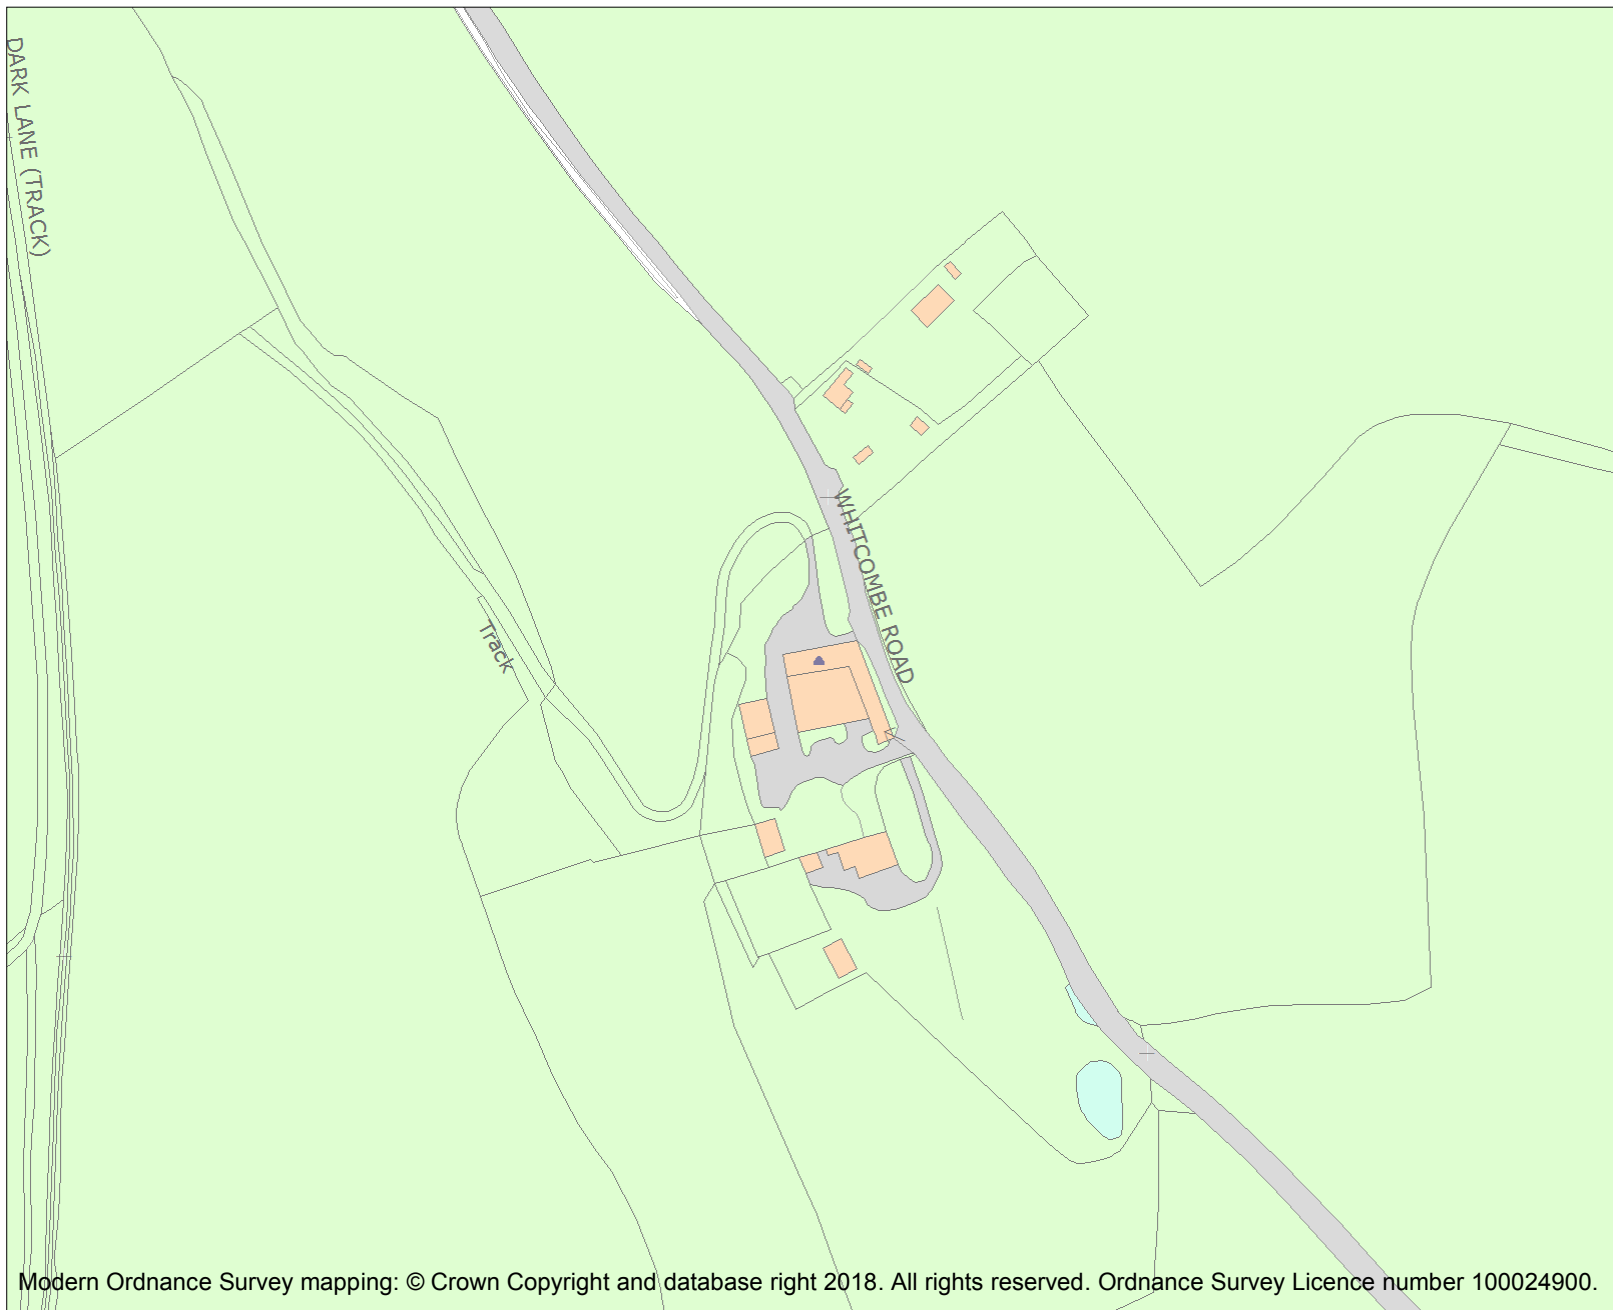 DARK LANE (TRACK)
WHITCOMBE ROAD
Track
Modern Ordnance Survey mapping: © Crown Copyright and database right 2018. All rights reserved. Ordnance Survey Licence number 100024900.